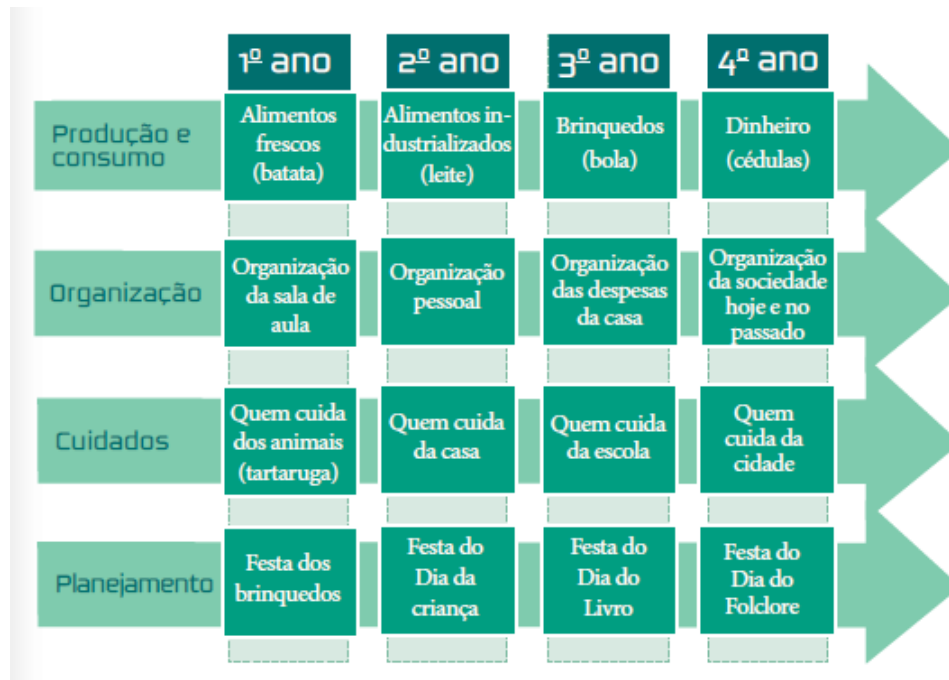 1º ano
2º ano
3º ano
4º ano
Produção e
consumo
Alimentos
frescos
(batata)
Alimentos in-
dustrializados
(leite)
Brinquedos
(bola)
Dinheiro
(cédulas)
Organização
Organização
da sala de
aula
Organização
pessoal
Organização
das despesas
da casa
Organização
da sociedade
hoje e no
passado
Cuidados
Quem cuida
dos animais
(tartaruga)
Quem cuida
da casa
Quem cuida
da escola
Quem
cuida da
cidade
Planejamento
Festa dos
brinquedos
Festa do
Dia da
criança
Festa do
Dia do
Livro
Festa do
Dia do
Folclore